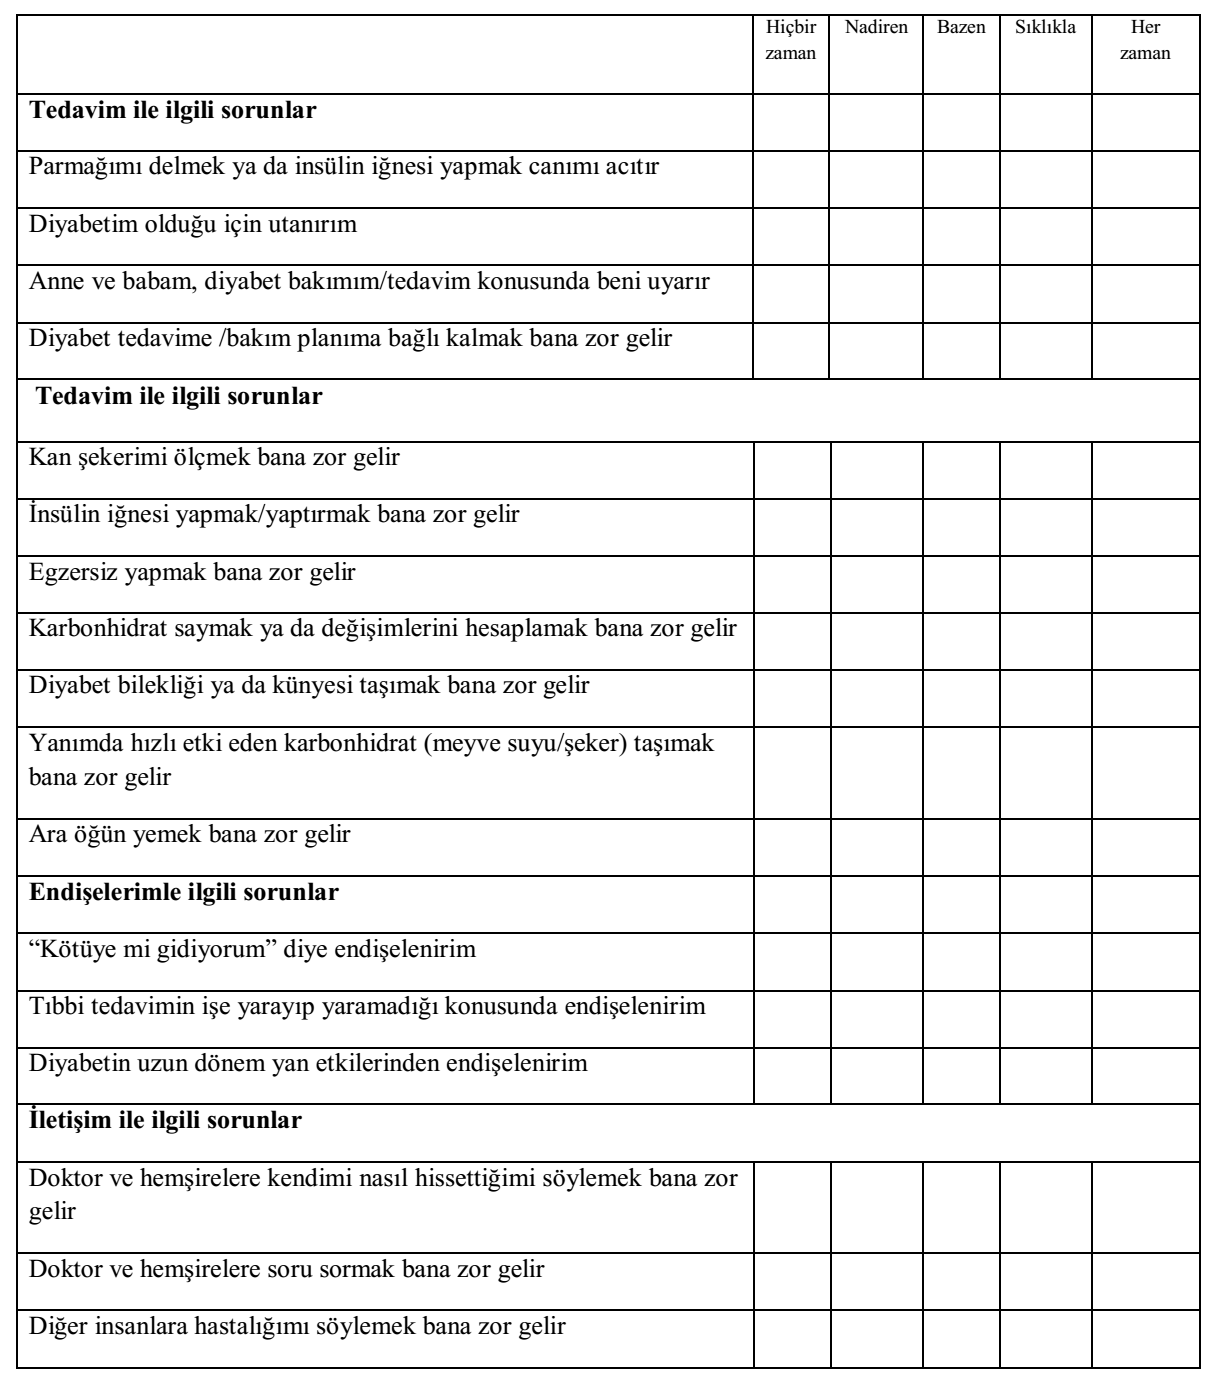 Hiçbir zaman Nadiren Bazen Sıklıkla Her zaman
Tedavim ile ilgili sorunlar
Parmağımı delmek ya da insülin iğnesi yapmak canımı acıtır
Diyabetim olduğu için utanırım
Anne ve babam, diyabet bakımım/tedavim konusunda beni uyarır
Diyabet tedavime /bakım planıma bağlı kalmak bana zor gelir
Tedavim ile ilgili sorunlar
Kan şekerimi ölçmek bana zor gelir
İnsülin iğnesi yapmak/yaptırmak bana zor gelir
Egzersiz yapmak bana zor gelir
Karbonhidrat saymak ya da değişimlerini hesaplamak bana zor gelir
Diyabet bilekliği ya da künyesi taşımak bana zor gelir
Yanımda hızlı etki eden karbonhidrat (meyve suyu/şeker) taşımak
bana zor gelir
Ara öğün yemek bana zor gelir
Endişelerimle ilgili sorunlar
“Kötüye mi gidiyorum” diye endişelenirim
Tıbbi tedavimin işe yarayıp yaramadığı konusunda endişelenirim
Diyabetin uzun dönem yan etkilerinden endişelenirim
İletişim ile ilgili sorunlar
Doktor ve hemşirelere kendimi nasıl hissettiğimi söylemek bana zor
gelir
Doktor ve hemşirelere soru sormak bana zor gelir
Diğer insanlara hastalığımı söylemek bana zor gelir